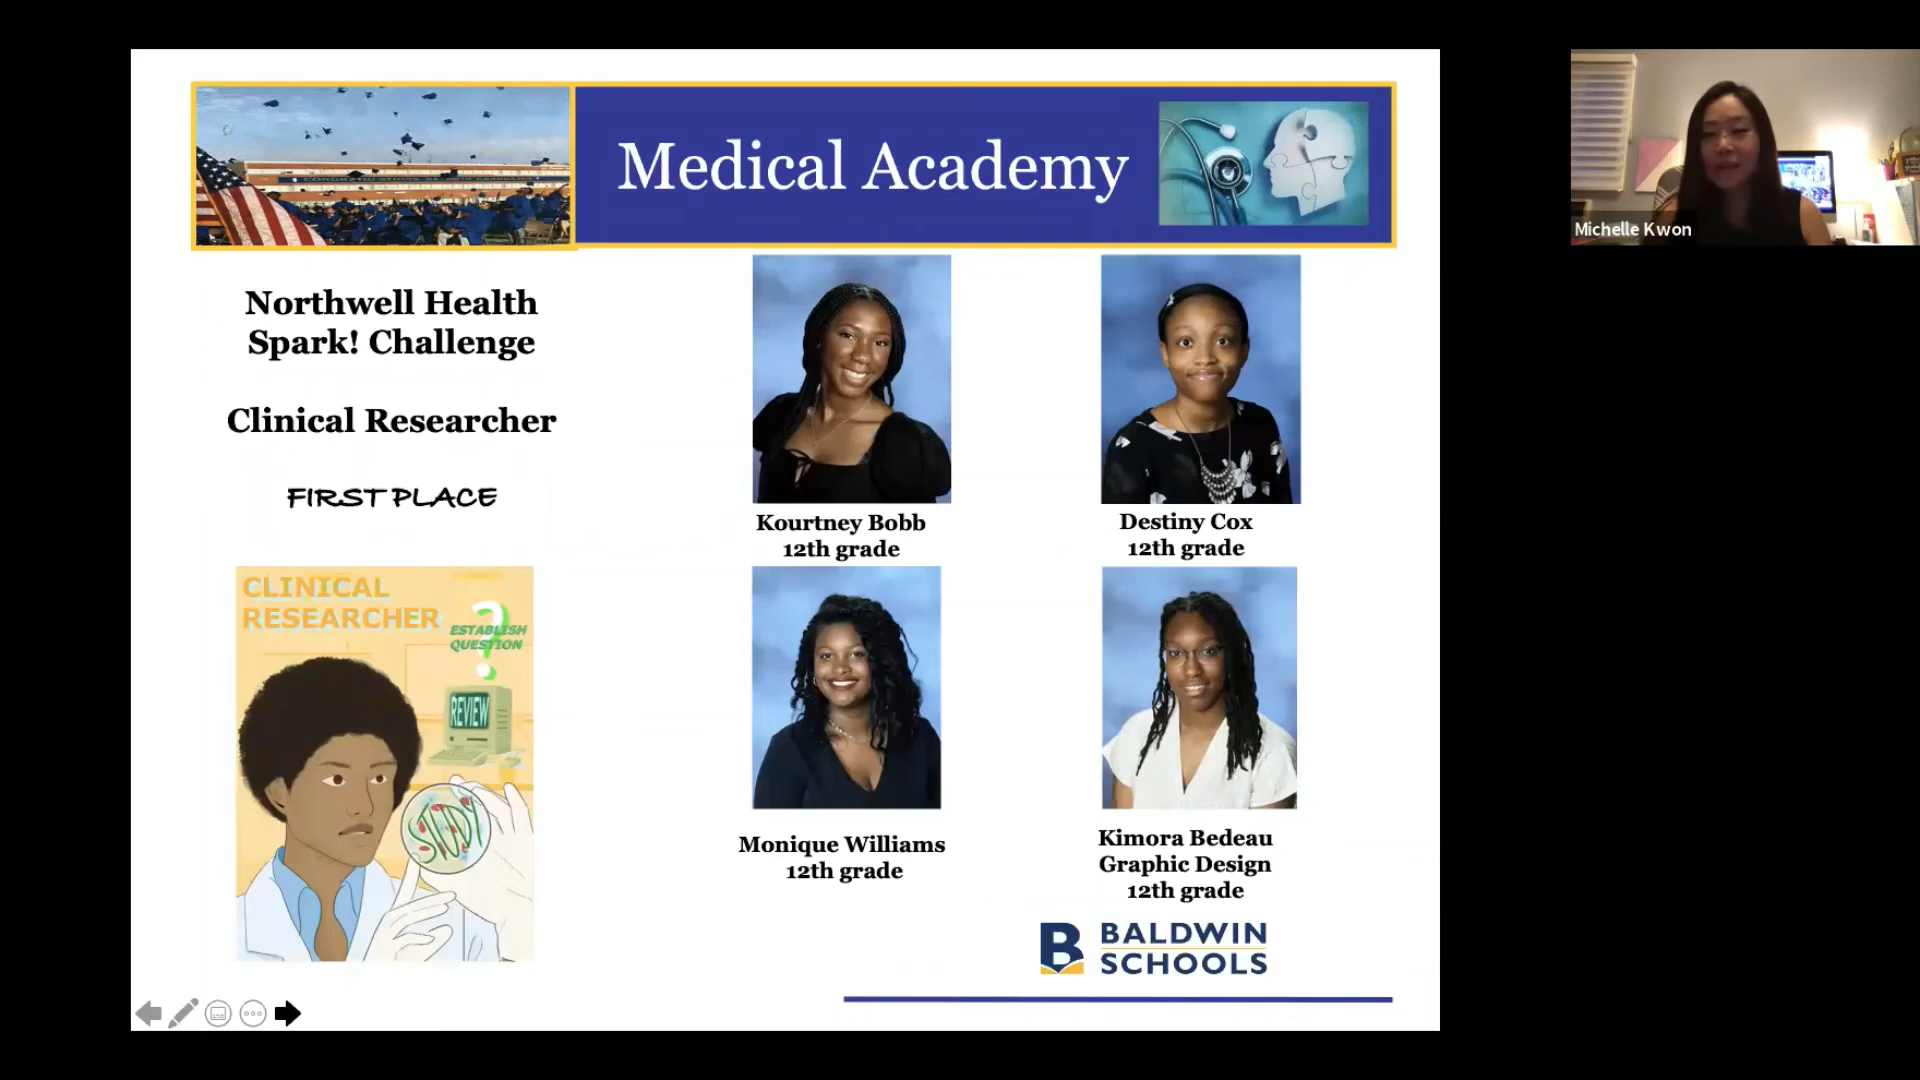 Medical Academy
Michelle Kwon
Northwell Health
Spark! Challenge
Clinical Researcher
FIRST PLACE
Kourtney Bobb
12th grade
Destiny Cox
12th grade
CLINICAL
RESEARCHER
?
ESTABLISH
QUESTION
REVIEW
STUDY
Monique Williams
12th grade
Kimora Bedeau
Graphic Design
12th grade
B
BALDWIN
SCHOOLS